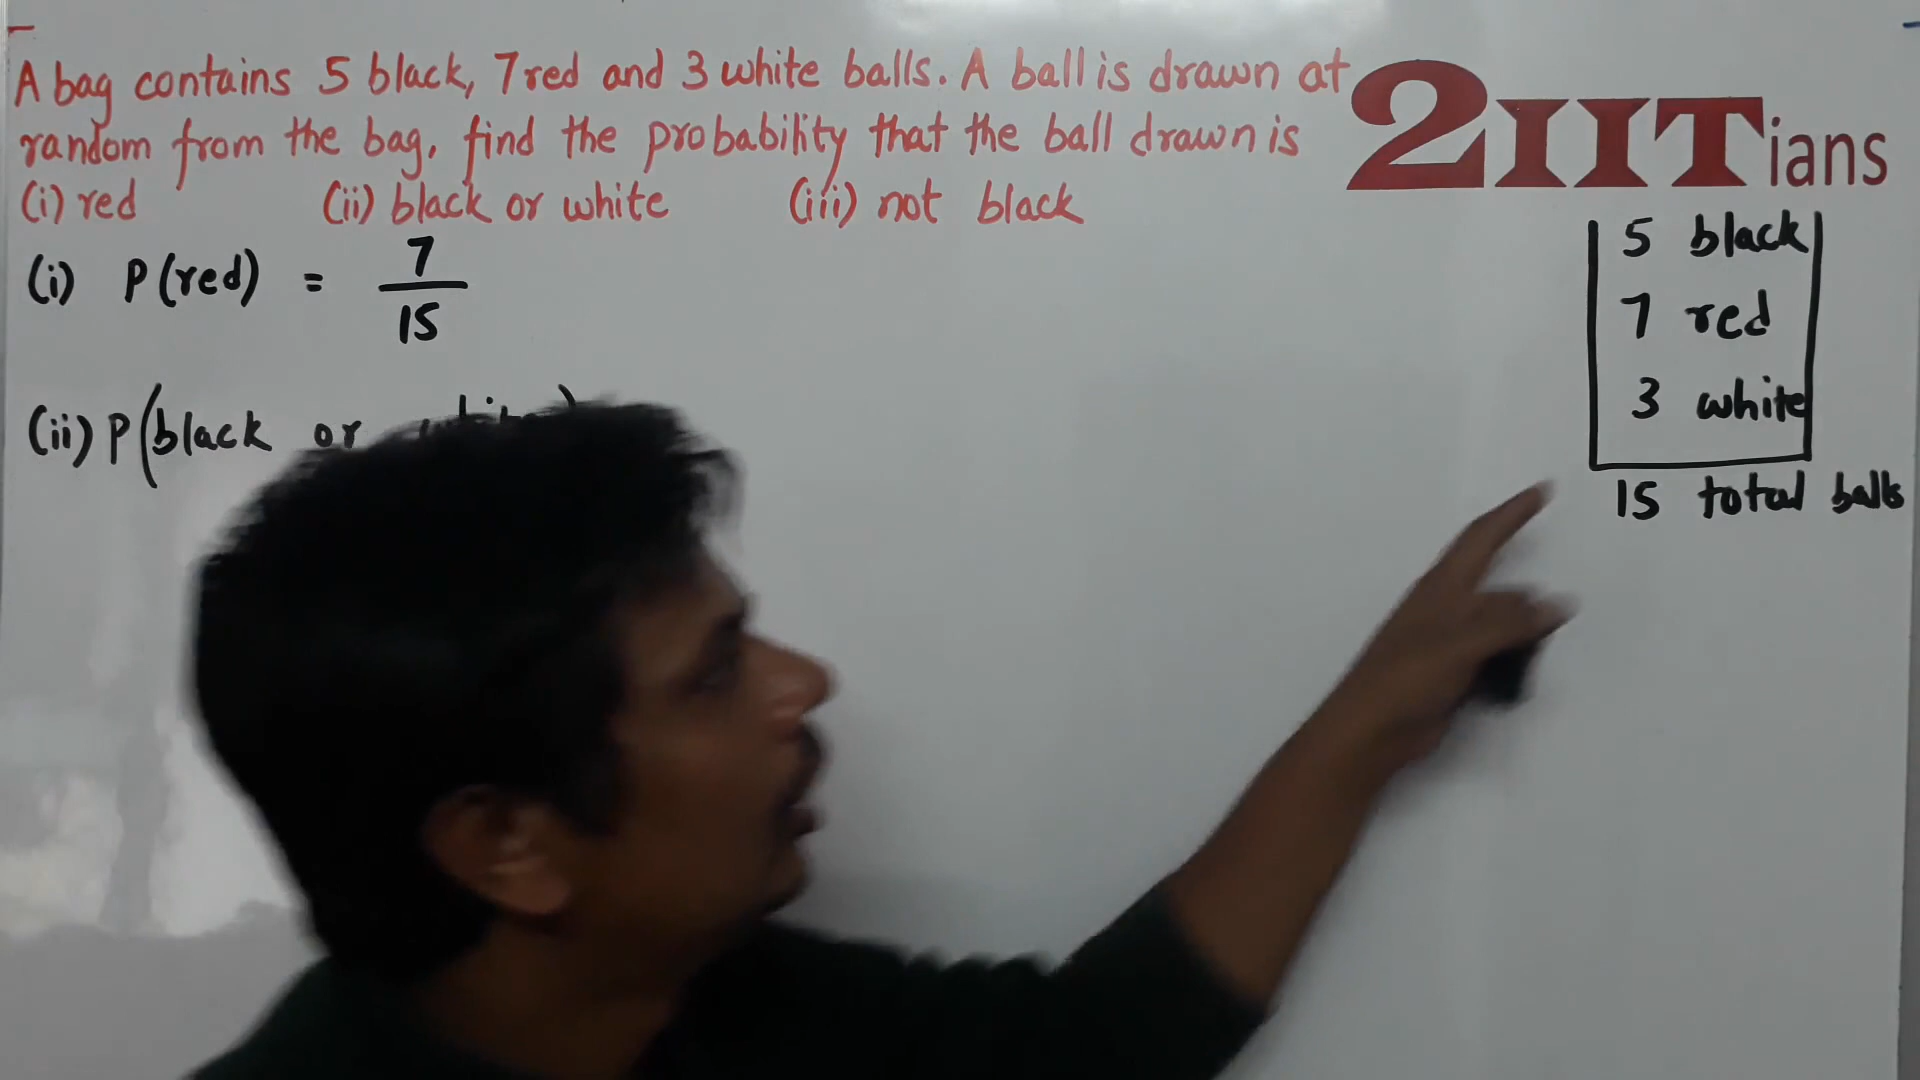 A bag contains 5 black, 7 red and 3 white balls. A ball is drawn at
random from the bag, find the probability that the ball drawn is
(i) red (ii) black or white (iii) not black
2IITians
(i) P(red) = 7/15
(ii) P(black or
5 black
7 red
3 white
15 total balls